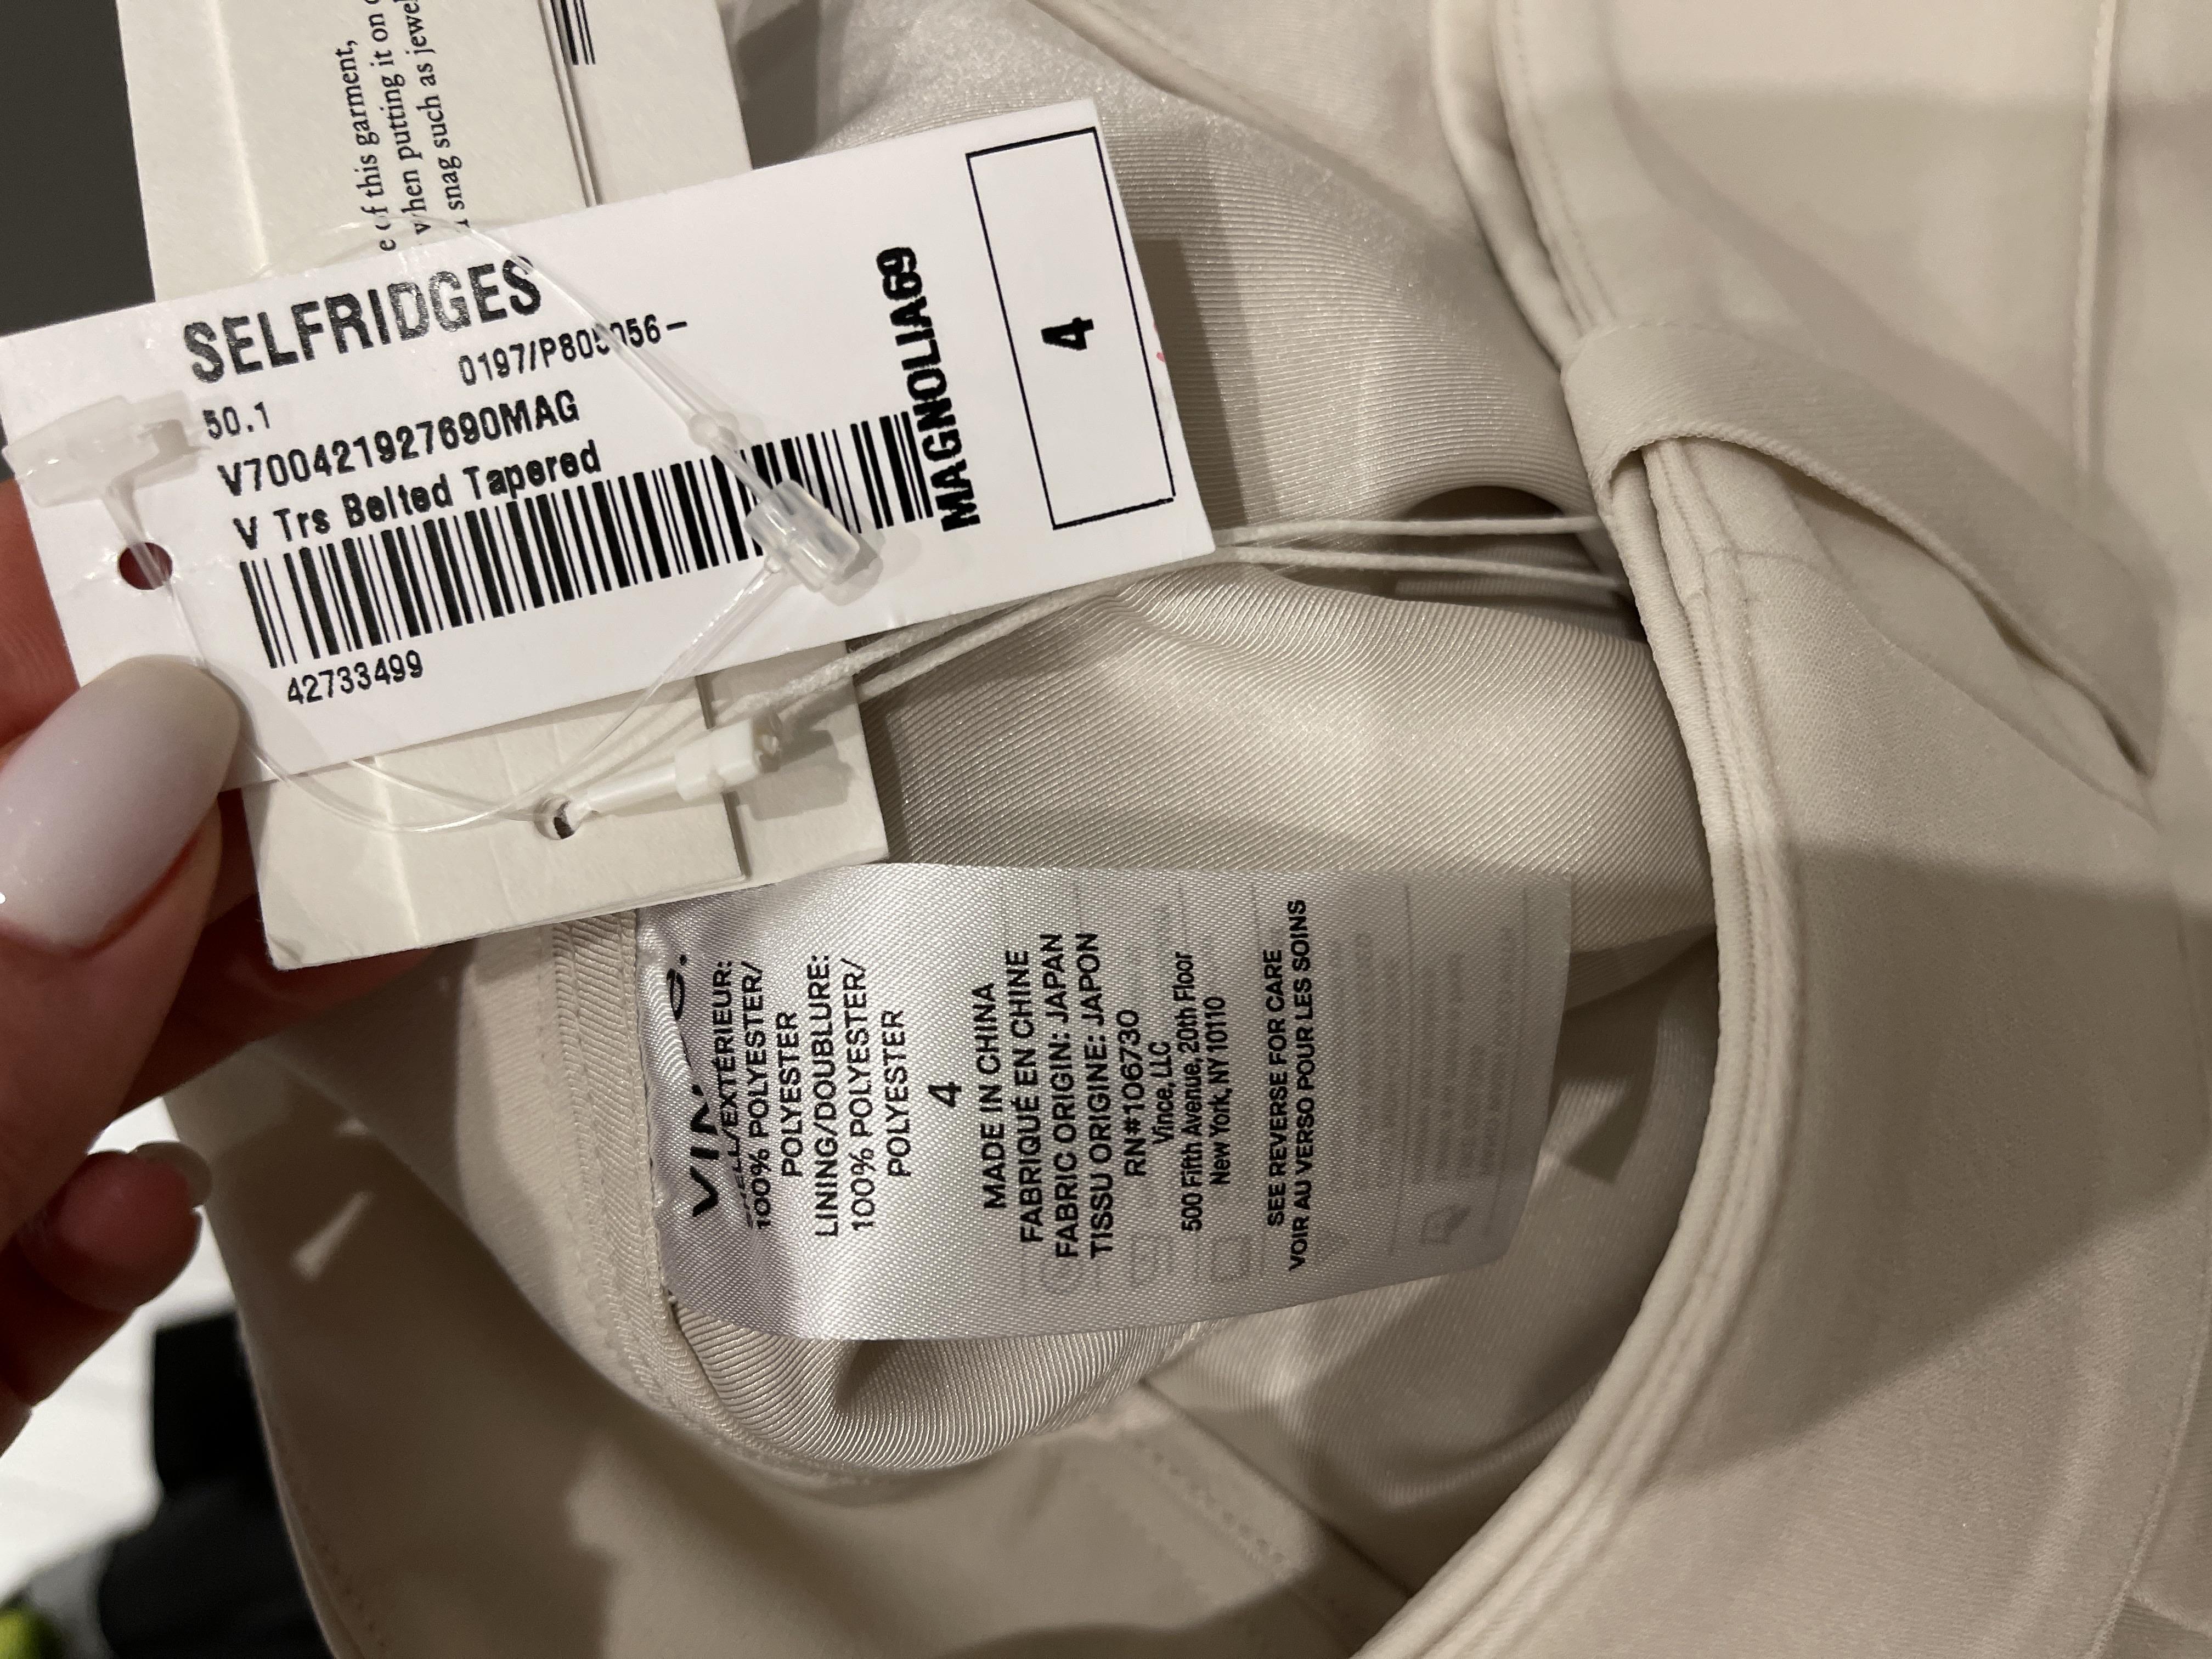 e of this garment,
when putting it on o
snag such as jewel
SELFRIDGES
50.1
V700421927690MAG
V Trs Belted Tapered
42733499
MAGNOLIA69
4
100% POLYESTER/
POLYESTER
LINING/DOUBLURE:
100% POLYESTER/
POLYESTER
4
MADE IN CHINA
FABRIQUÉ EN CHINE
FABRIC ORIGIN: JAPAN
TISSU ORIGINE: JAPON
RN#106730
Vince, LLC
500 Fifth Avenue, 20th Floor
New York, NY 10110
SEE REVERSE FOR CARE
VOIR AU VERSO POUR LES SOINS